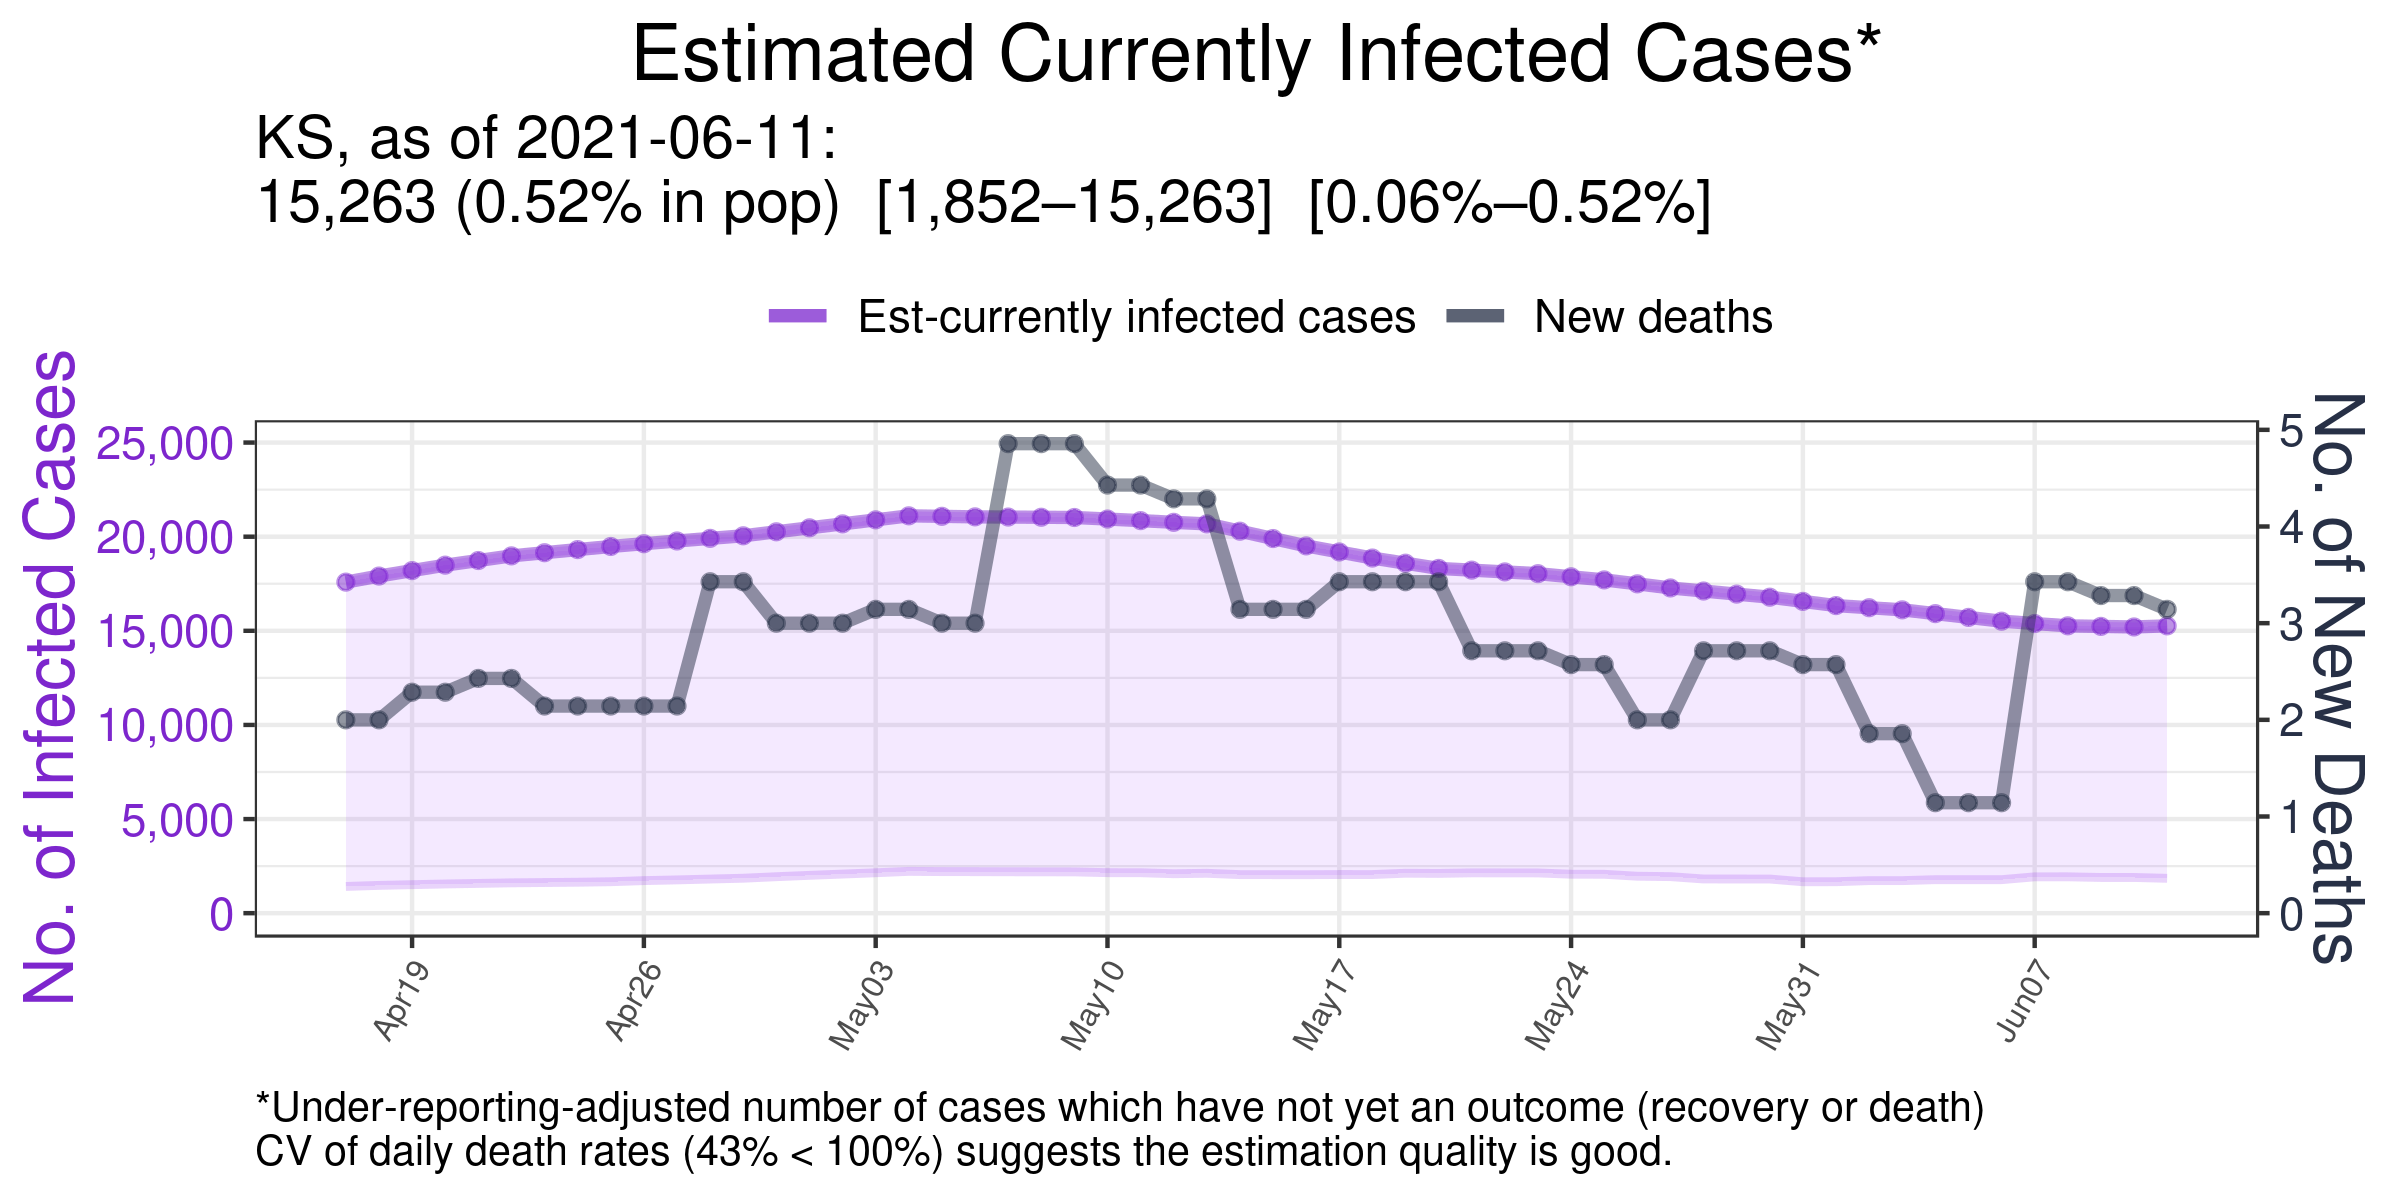 Estimated Currently Infected Cases*
KS, as of 2021-06-11:
15,263 (0.52% in pop)  [1,852–15,263]  [0.06%–0.52%]
Est-currently infected cases
New deaths
No. of Infected Cases
25,000
20,000
15,000
10,000
5,000
0
5
4
3
2
1
0
No. of New Deaths
Apr19
Apr26
May03
May10
May17
May24
May31
Jun07
*Under-reporting-adjusted number of cases which have not yet an outcome (recovery or death)
CV of daily death rates (43% < 100%) suggests the estimation quality is good.